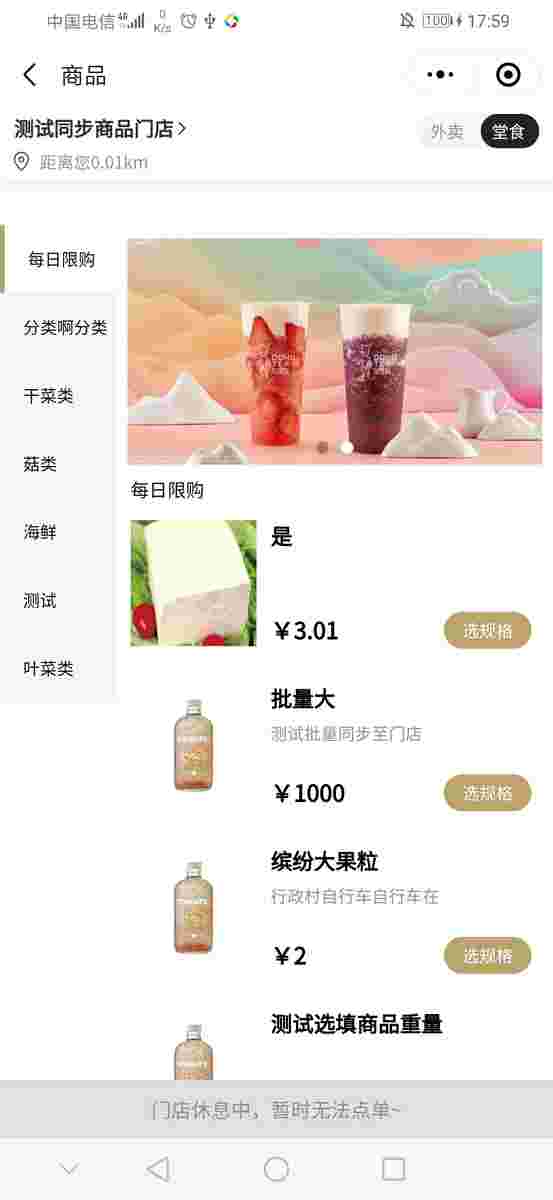 中国电信 4G 0 K/s 100 17:59
商品
测试同步商品门店
外卖 堂食
距离您0.01km
每日限购
分类啊分类
干菜类
菇类
海鲜
测试
叶菜类
每日限购
是
￥3.01
选规格
批量大
测试批量同步至门店
￥1000
选规格
缤纷大果粒
行政村自行车自行车在
￥2
选规格
测试选填商品重量
门店休息中，暂时无法点单~